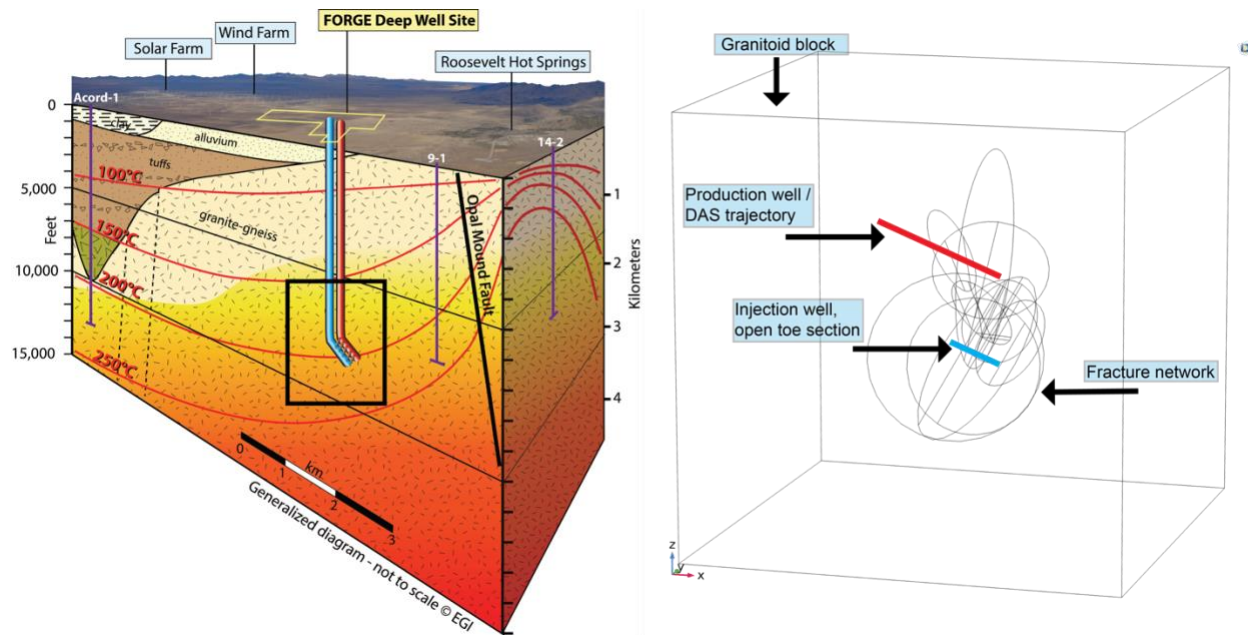 FORGE Deep Well Site
Wind Farm
Solar Farm
Roosevelt Hot Springs
Acord-1
0
clay
alluvium
14-2
tuffs
9-1
100°C
5,000
1
Feet
granite-gneiss
150°C
Opal Mound Fault
2
Kilometers
10,000
200°C
3
15,000
250°C
4
0
km
1
2
3
Generalized diagram - not to scale © EGI
Granitoid block
Production well /
DAS trajectory
Injection well,
open toe section
Fracture network
z
y
x